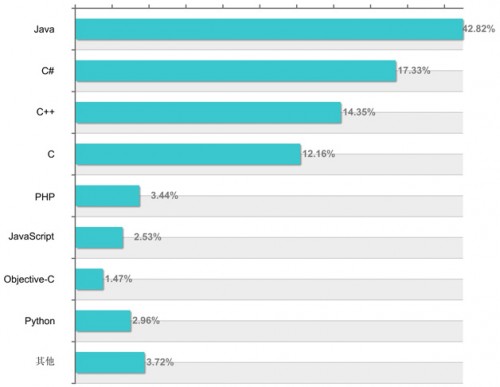 Java 42.82%
C# 17.33%
C++ 14.35%
C 12.16%
PHP 3.44%
JavaScript 2.53%
Objective-C 1.47%
Python 2.96%
其他 3.72%